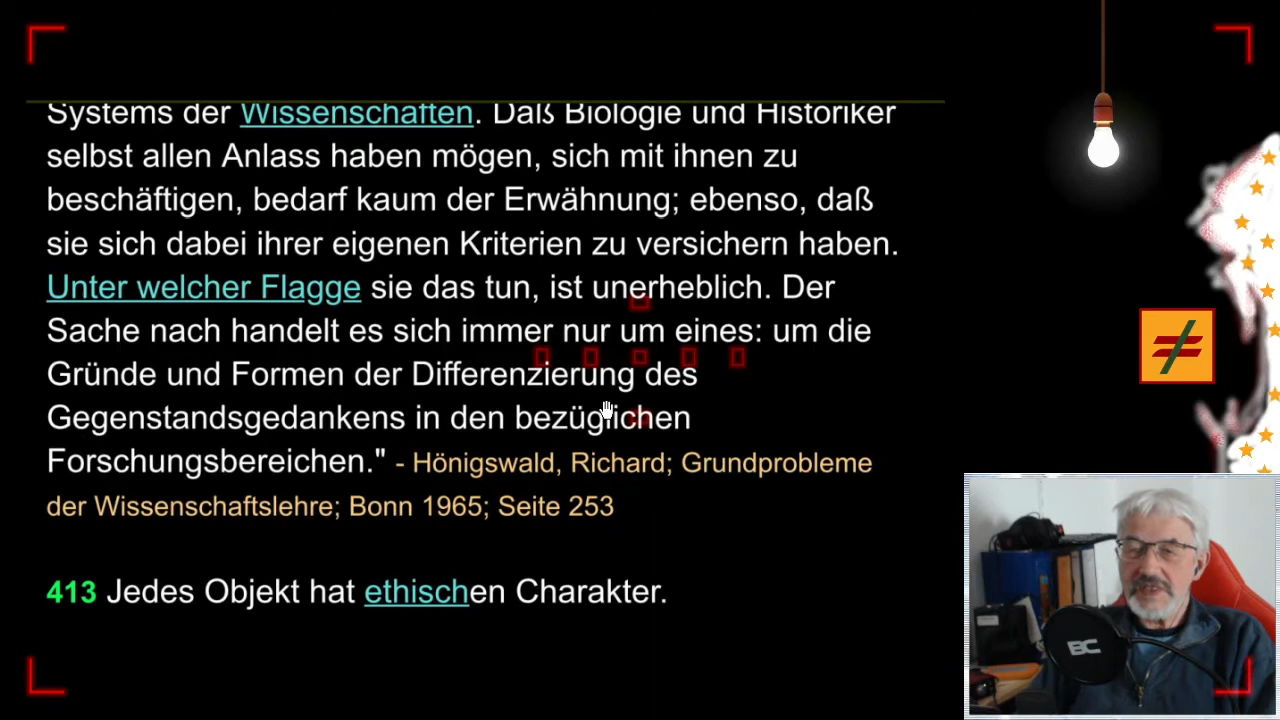 Systems der Wissenschaften. Daß Biologie und Historiker
selbst allen Anlass haben mögen, sich mit ihnen zu
beschäftigen, bedarf kaum der Erwähnung; ebenso, daß
sie sich dabei ihrer eigenen Kriterien zu versichern haben.
Unter welcher Flagge sie das tun, ist unerheblich. Der
Sache nach handelt es sich immer nur um eines: um die
Gründe und Formen der Differenzierung des
Gegenstandsgedankens in den bezüglichen
Forschungsbereichen." - Hönigswald, Richard; Grundprobleme
der Wissenschaftslehre; Bonn 1965; Seite 253
413 Jedes Objekt hat ethischen Charakter.
≠
EC